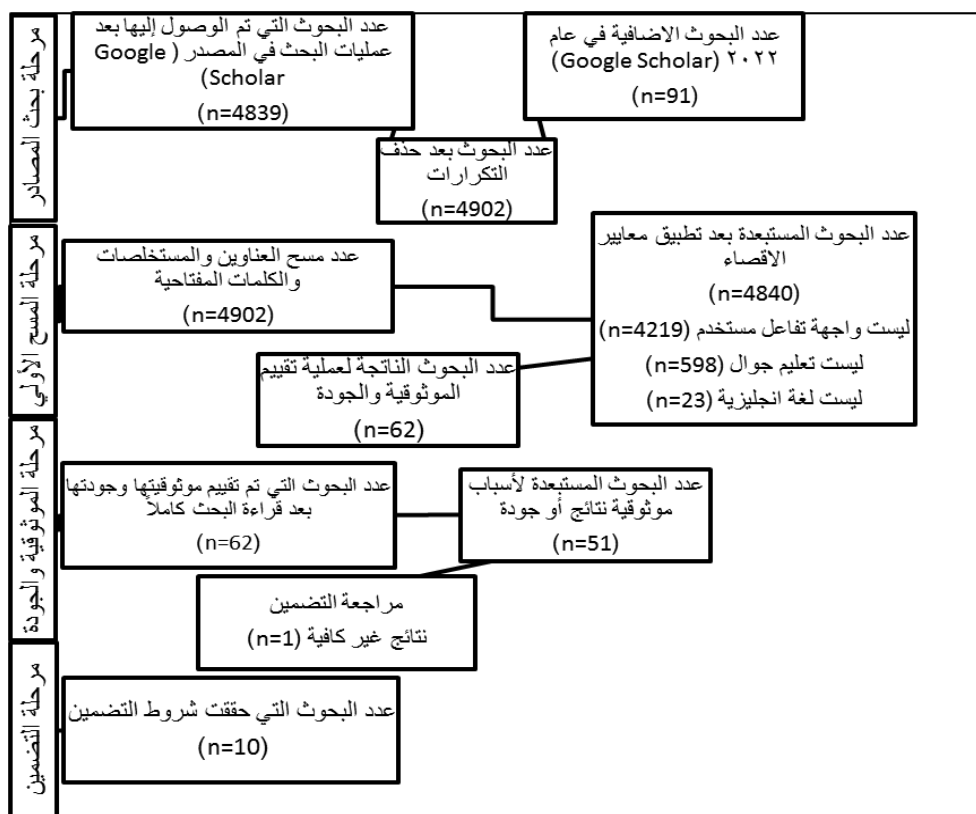 مرحلة بحث المصادر
عدد البحوث التي تم الوصول إليها بعد
عمليات البحث في المصدر (Google
Scholar)
(n=4839)
عدد البحوث الاضافية في عام
٢٠٢٢ (Google Scholar)
(n=91)
عدد البحوث بعد حذف
التكرارات
(n=4902)
مرحلة المسح الأولي
عدد مسح العناوين والمستخلصات
والكلمات المفتاحية
(n=4902)
عدد البحوث المستبعدة بعد تطبيق معايير
الاقصاء
(n=4840)
ليست واجهة تفاعل مستخدم (n=4219)
ليست تعليم جوال (n=598)
ليست لغة انجليزية (n=23)
عدد البحوث الناتجة لعملية تقييم
الموثوقية والجودة
(n=62)
مرحلة الموثوقية والجودة
عدد البحوث التي تم تقييم موثوقيتها وجودتها
بعد قراءة البحث كاملاً
(n=62)
عدد البحوث المستبعدة لأسباب
موثوقية نتائج أو جودة
(n=51)
مراجعة التضمين
نتائج غير كافية (n=1)
مرحلة التضمين
عدد البحوث التي حققت شروط التضمين
(n=10)